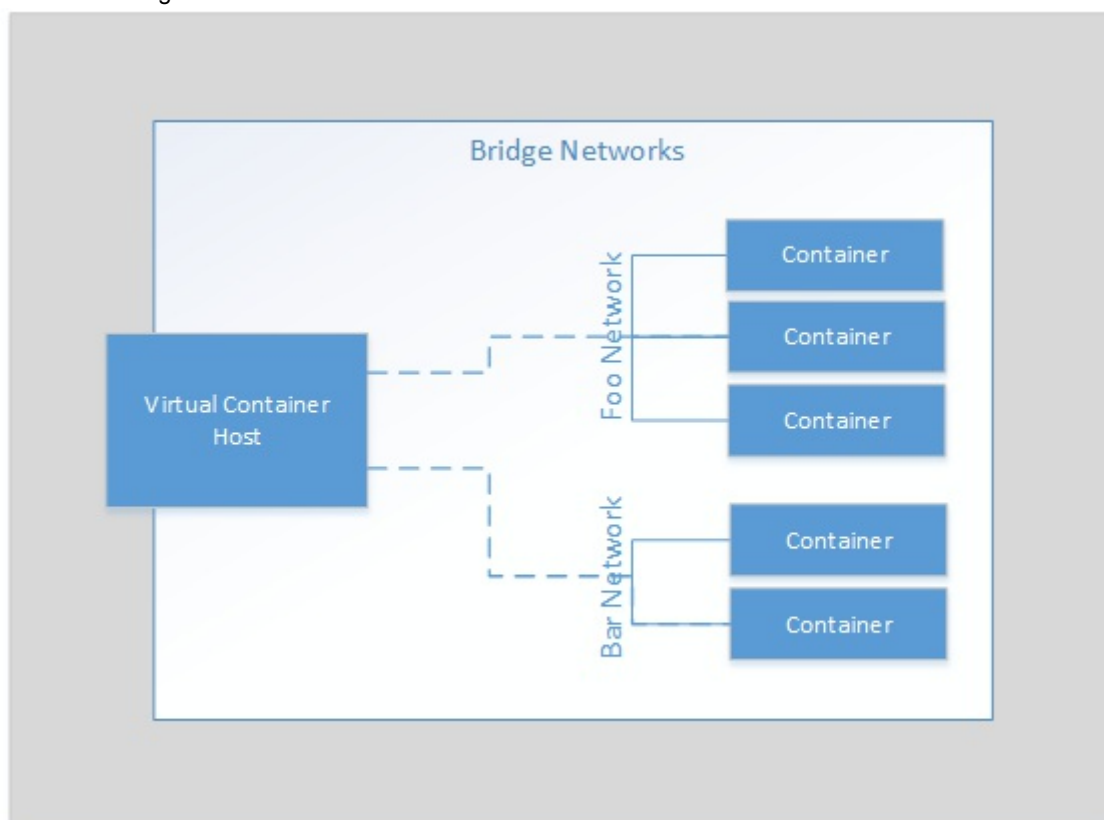 Bridge Networks
Container
Foo Network
Container
Virtual Container
Host
Container
Bar Network
Container
Container